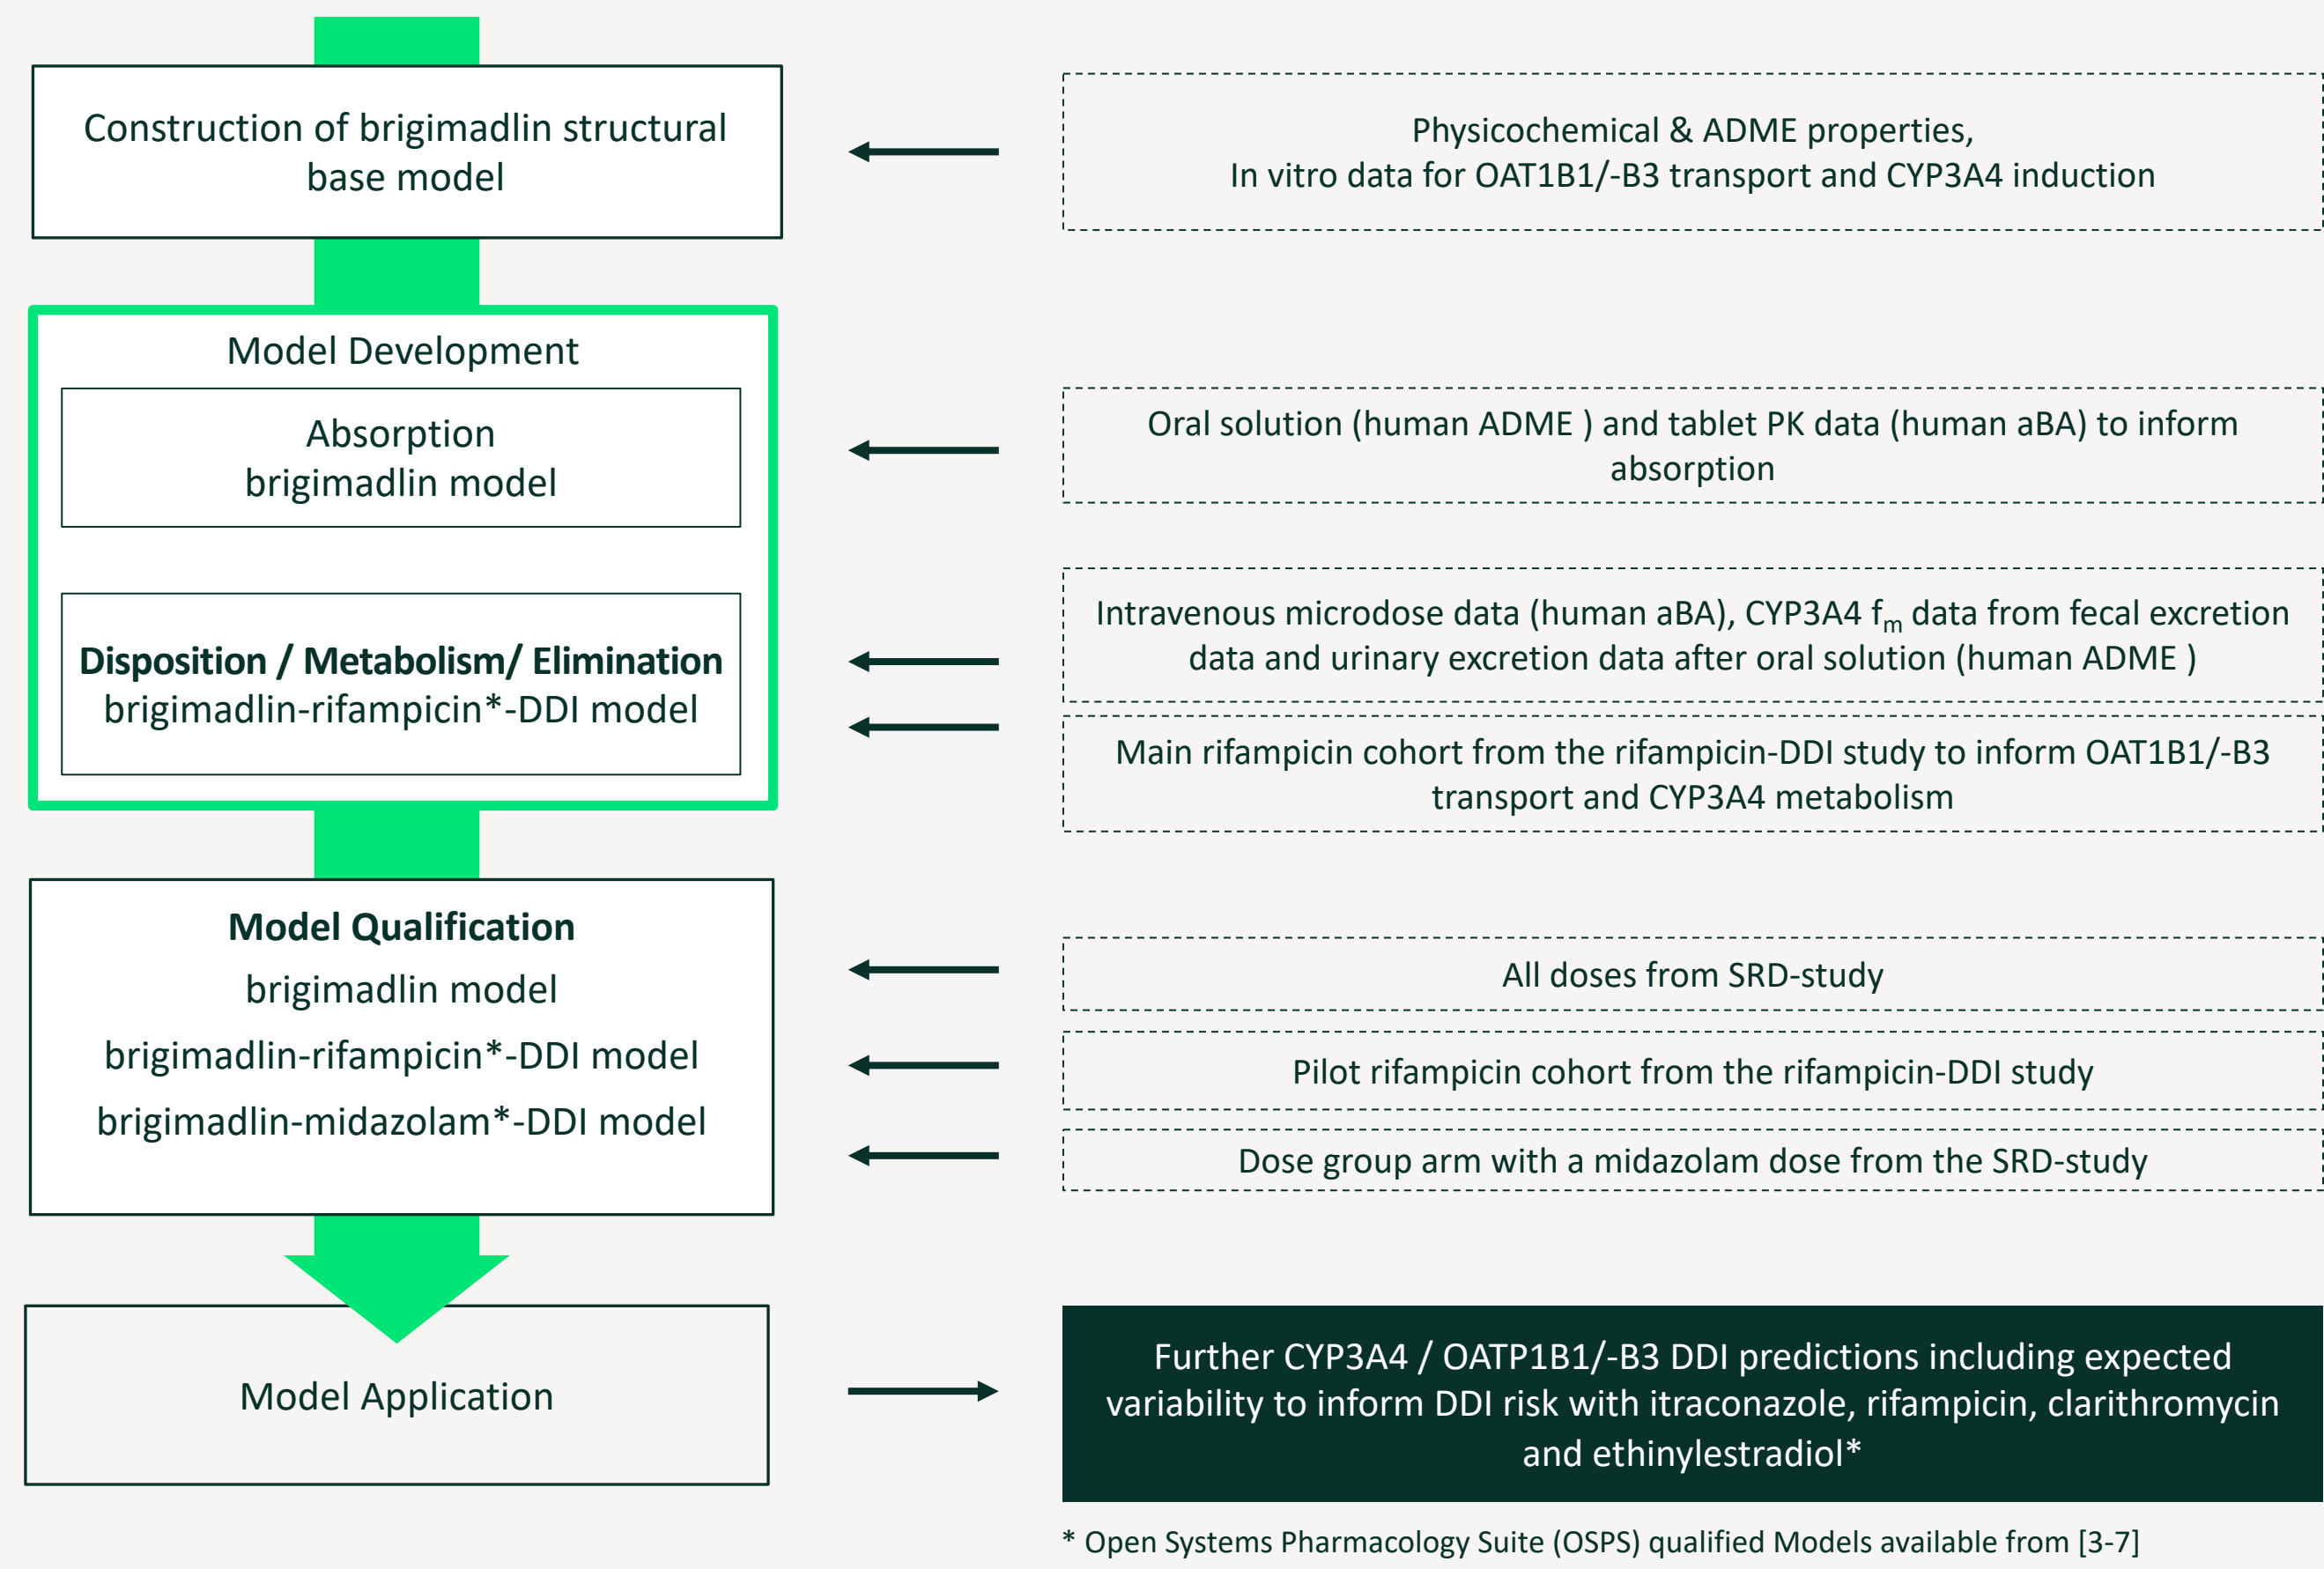 Construction of brigimadlin structural
base model
Physicochemical & ADME properties,
In vitro data for OAT1B1/-B3 transport and CYP3A4 induction
Model Development
Absorption
brigimadlin model
Oral solution (human ADME ) and tablet PK data (human aBA) to inform
absorption
Disposition / Metabolism/ Elimination
brigimadlin-rifampicin*-DDI model
Intravenous microdose data (human aBA), CYP3A4 fm data from fecal excretion
data and urinary excretion data after oral solution (human ADME )
Main rifampicin cohort from the rifampicin-DDI study to inform OAT1B1/-B3
transport and CYP3A4 metabolism
Model Qualification
brigimadlin model
brigimadlin-rifampicin*-DDI model
brigimadlin-midazolam*-DDI model
All doses from SRD-study
Pilot rifampicin cohort from the rifampicin-DDI study
Dose group arm with a midazolam dose from the SRD-study
Model Application
Further CYP3A4 / OATP1B1/-B3 DDI predictions including expected
variability to inform DDI risk with itraconazole, rifampicin, clarithromycin
and ethinylestradiol*
* Open Systems Pharmacology Suite (OSPS) qualified Models available from [3-7]